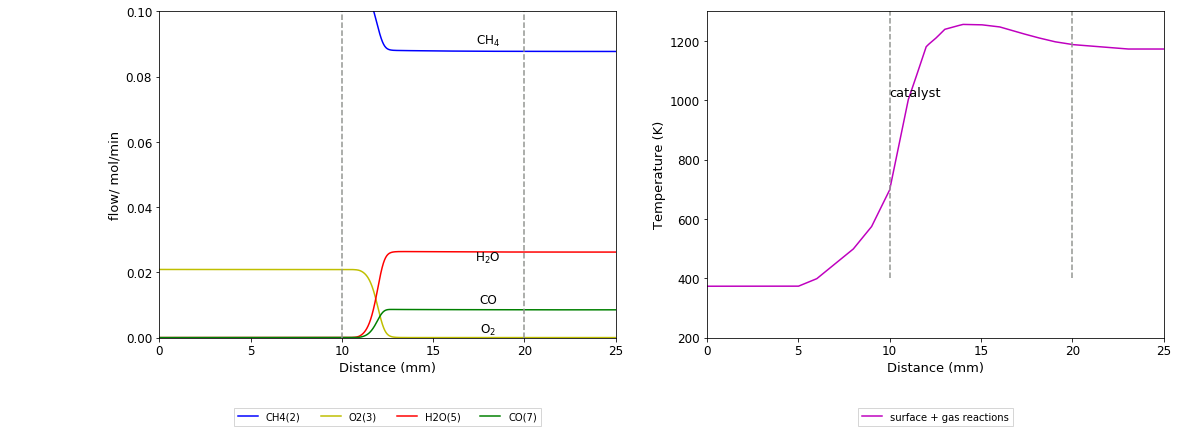 0.10
0.08
0.06
0.04
0.02
0.00
flow/ mol/min
CH4
H2O
CO
O2
0 5 10 15 20 25
Distance (mm)
CH4(2) O2(3) H2O(5) CO(7)
1200
1000
800
600
400
200
Temperature (K)
catalyst
0 5 10 15 20 25
Distance (mm)
surface + gas reactions